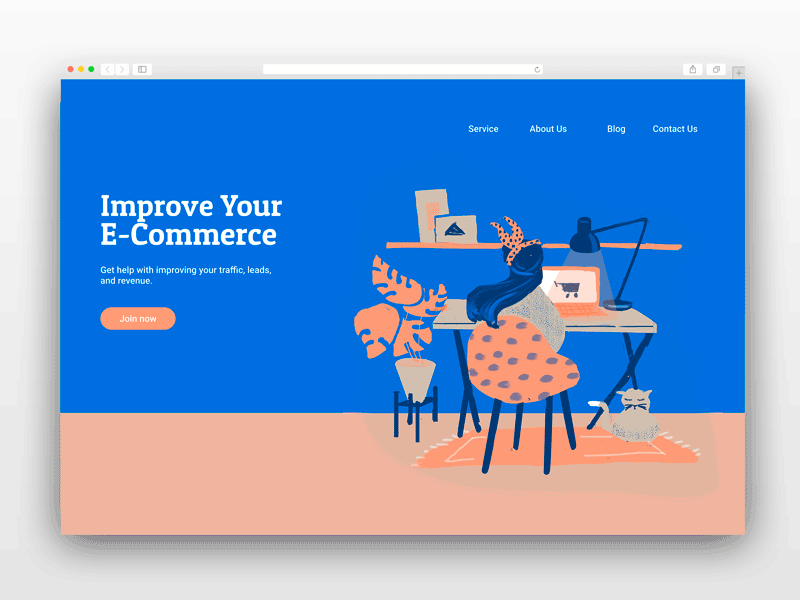 Service About Us Blog Contact Us
Improve Your
E-Commerce
Get help with improving your traffic, leads,
and revenue.
Join now